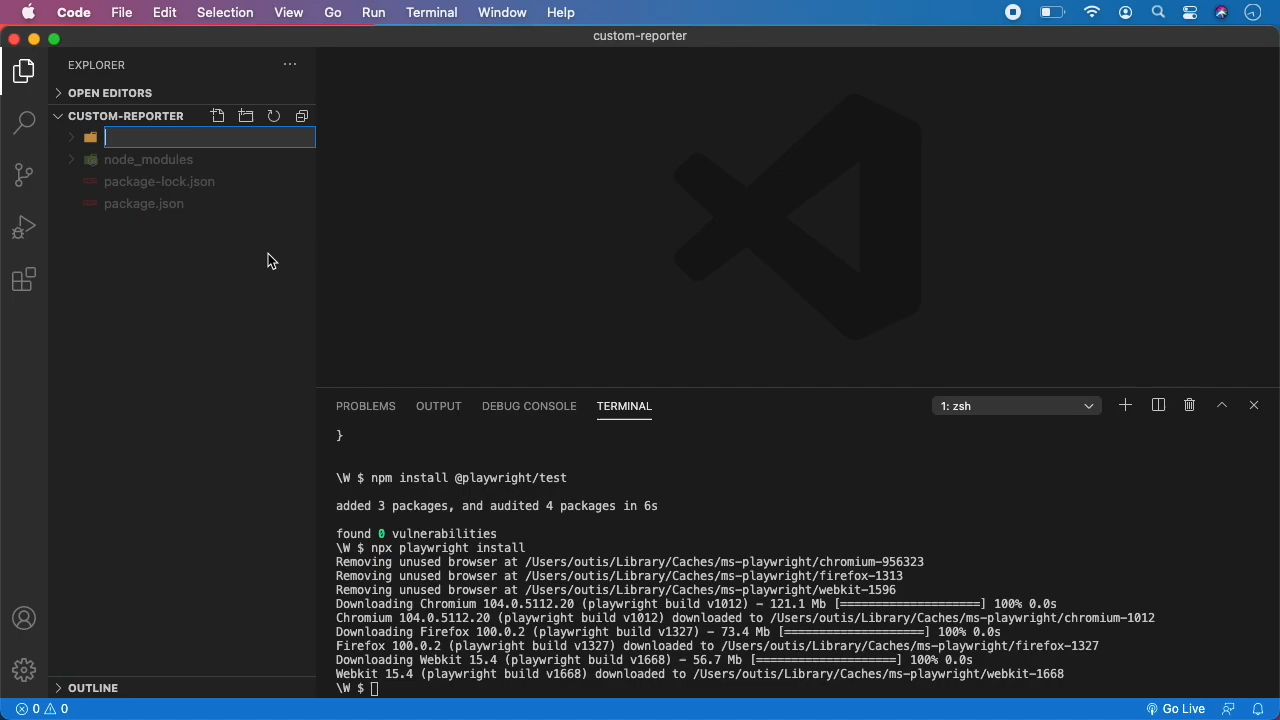 Code File Edit Selection View Go Run Terminal Window Help
custom-reporter
EXPLORER
OPEN EDITORS
CUSTOM-REPORTER
node_modules
package-lock.json
package.json
OUTLINE
PROBLEMS OUTPUT DEBUG CONSOLE TERMINAL
1: zsh
}
\W $ npm install @playwright/test
added 3 packages, and audited 4 packages in 6s
found 0 vulnerabilities
\W $ npx playwright install
Removing unused browser at /Users/outis/Library/Caches/ms-playwright/chromium-956323
Removing unused browser at /Users/outis/Library/Caches/ms-playwright/firefox-1313
Removing unused browser at /Users/outis/Library/Caches/ms-playwright/webkit-1596
Downloading Chromium 104.0.5112.20 (playwright build v1012) - 121.1 Mb [====================] 100% 0.0s
Chromium 104.0.5112.20 (playwright build v1012) downloaded to /Users/outis/Library/Caches/ms-playwright/chromium-1012
Downloading Firefox 100.0.2 (playwright build v1327) - 73.4 Mb [====================] 100% 0.0s
Firefox 100.0.2 (playwright build v1327) downloaded to /Users/outis/Library/Caches/ms-playwright/firefox-1327
Downloading Webkit 15.4 (playwright build v1668) - 56.7 Mb [====================] 100% 0.0s
Webkit 15.4 (playwright build v1668) downloaded to /Users/outis/Library/Caches/ms-playwright/webkit-1668
\W $
0 0 Go Live